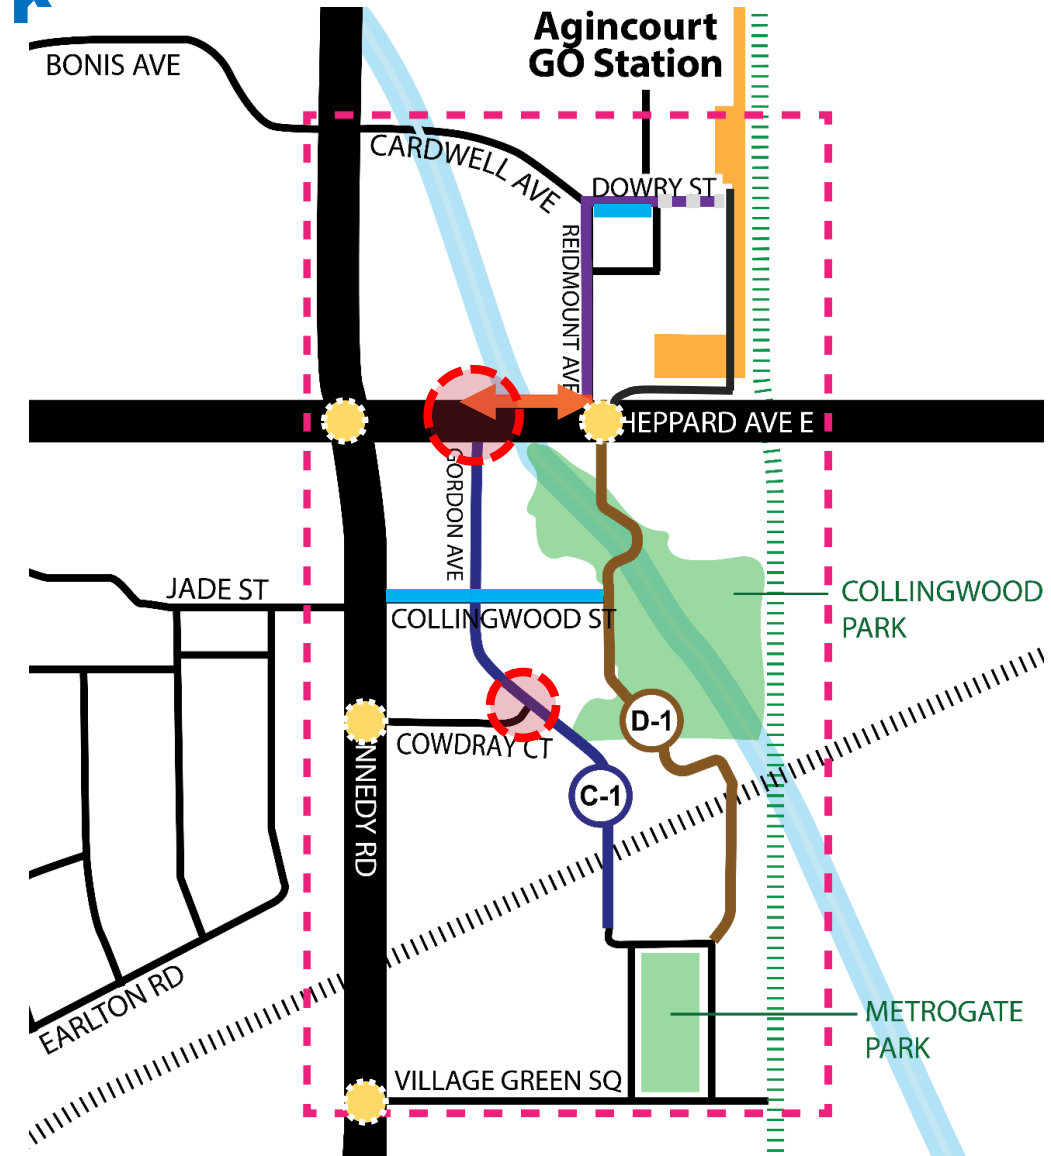 Agincourt
GO Station
BONIS AVE
CARDWELL AVE
DOWRY ST
REIDMOUNT AVE
HEPPARD AVE E
GORDON AVE
JADE ST
COLLINGWOOD ST
COLLINGWOOD
PARK
D-1
COWDRAY CT
C-1
NNEDY RD
EARLTON RD
METROGATE
PARK
VILLAGE GREEN SQ